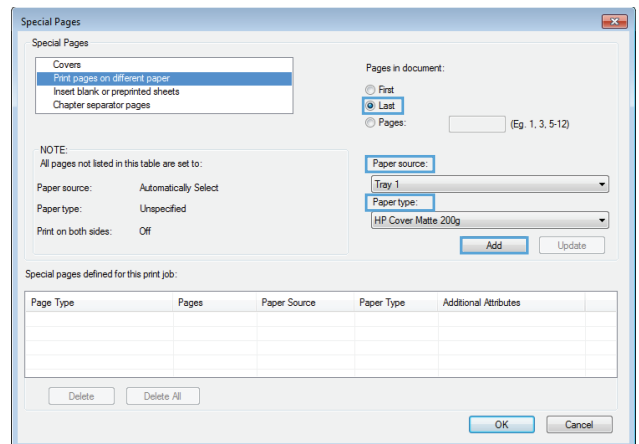 Special Pages
Special Pages
Covers
Print pages on different paper
Insert blank or preprinted sheets
Chapter separator pages
Pages in document:
First
Last
Pages:
(Eg. 1, 3, 5-12)
NOTE:
All pages not listed in this table are set to:
Paper source: Automatically Select
Paper type: Unspecified
Print on both sides: Off
Paper source:
Tray 1
Paper type:
HP Cover Matte 200g
Add Update
Special pages defined for this print job:
Page Type Pages Paper Source Paper Type Additional Attributes
Delete Delete All
OK Cancel